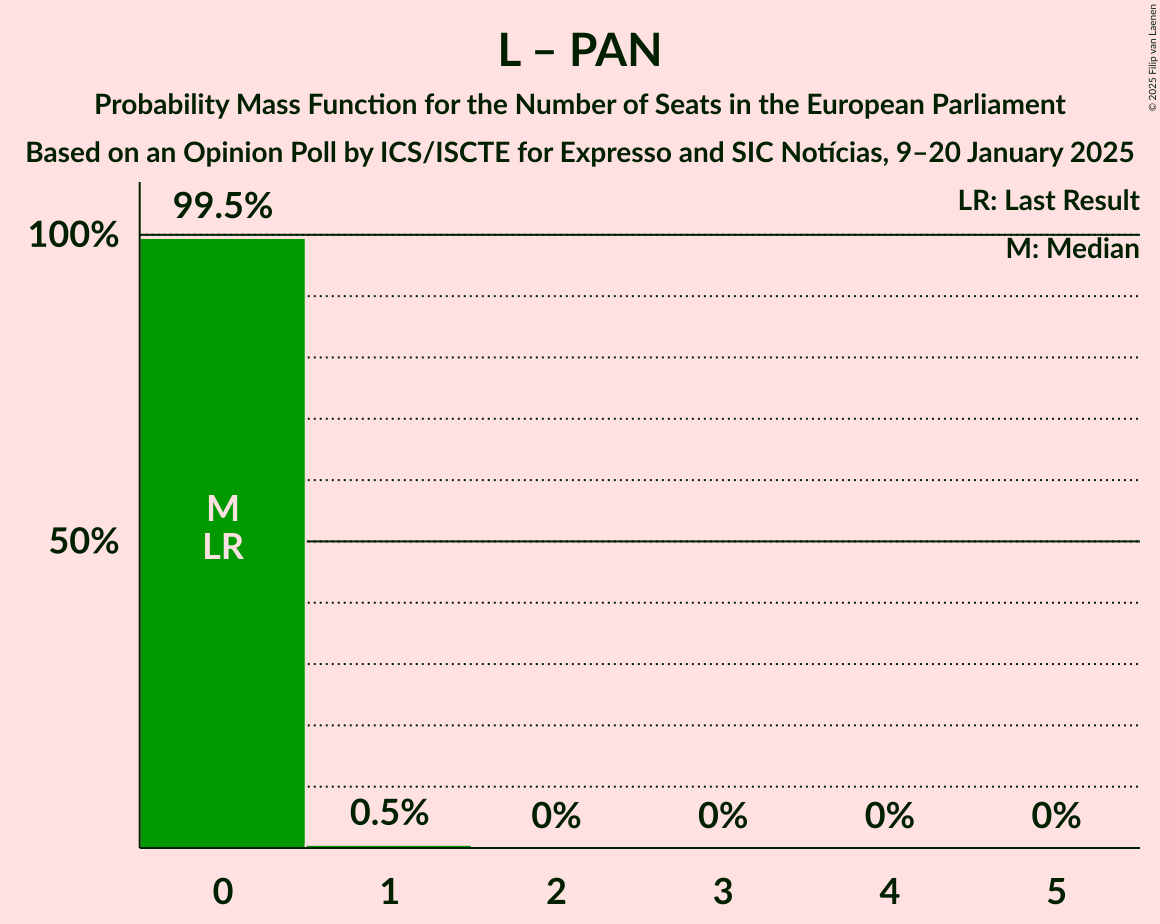 L – PAN
Probability Mass Function for the Number of Seats in the European Parliament
Based on an Opinion Poll by ICS/ISCTE for Expresso and SIC Notícias, 9–20 January 2025
© 2025 Filip van Laenen
LR: Last Result
M: Median
99.5%
100%
M
LR
50%
0.5%
0%
0%
0%
0%
0
1
2
3
4
5